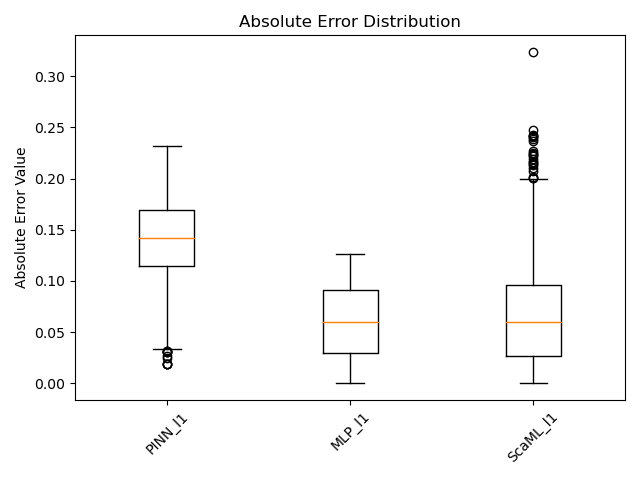 Absolute Error Distribution
Absolute Error Value
0.30
0.25
0.20
0.15
0.10
0.05
0.00
PINN_l1
MLP_l1
ScaML_l1